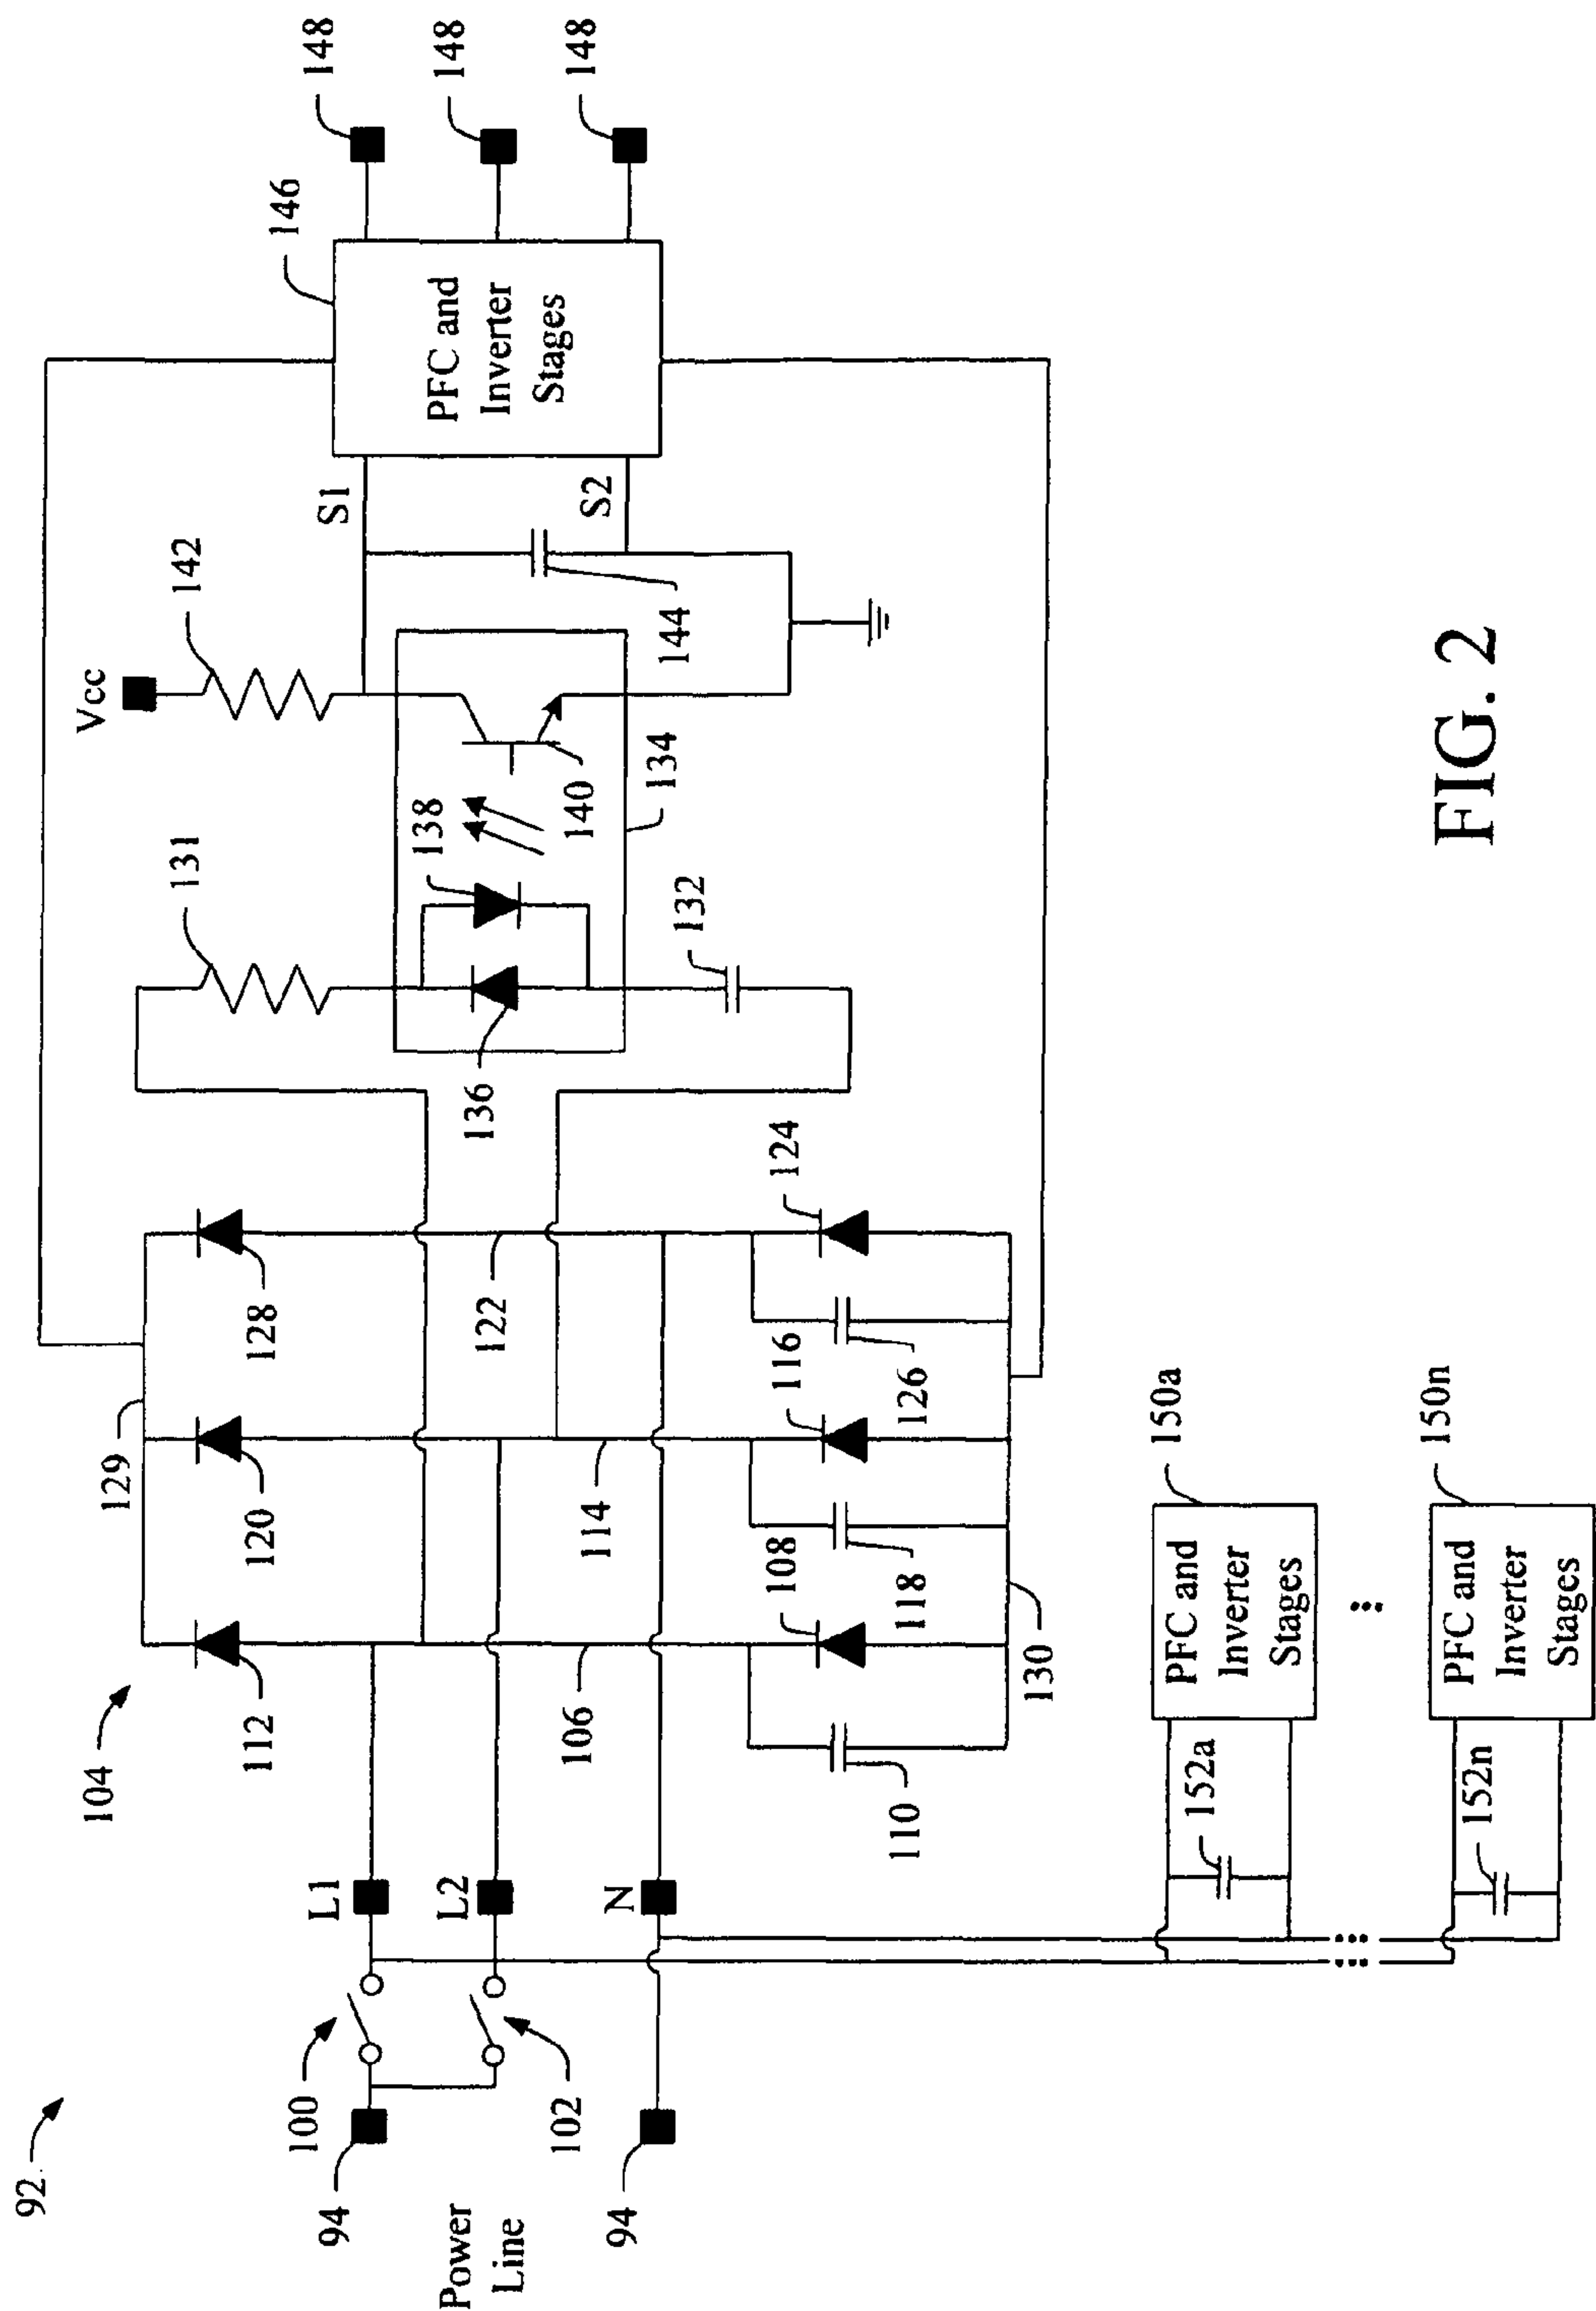 92
94
Power
Line
94
100
102
L1
L2
N
104
112
106
110
129
120
114
108
118
130
128
122
116
126
124
131
136
138
132
140
134
Vcc
142
144
S1
S2
146
PFC and
Inverter
Stages
148
148
148
152a
150a
PFC and
Inverter
Stages
152n
150n
PFC and
Inverter
Stages
FIG. 2